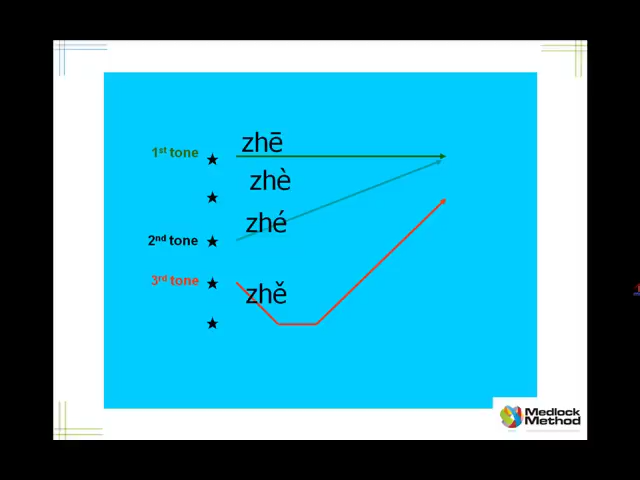 1st tone
zhē
zhè
2nd tone
zhé
3rd tone
zhě
Medlock
Method